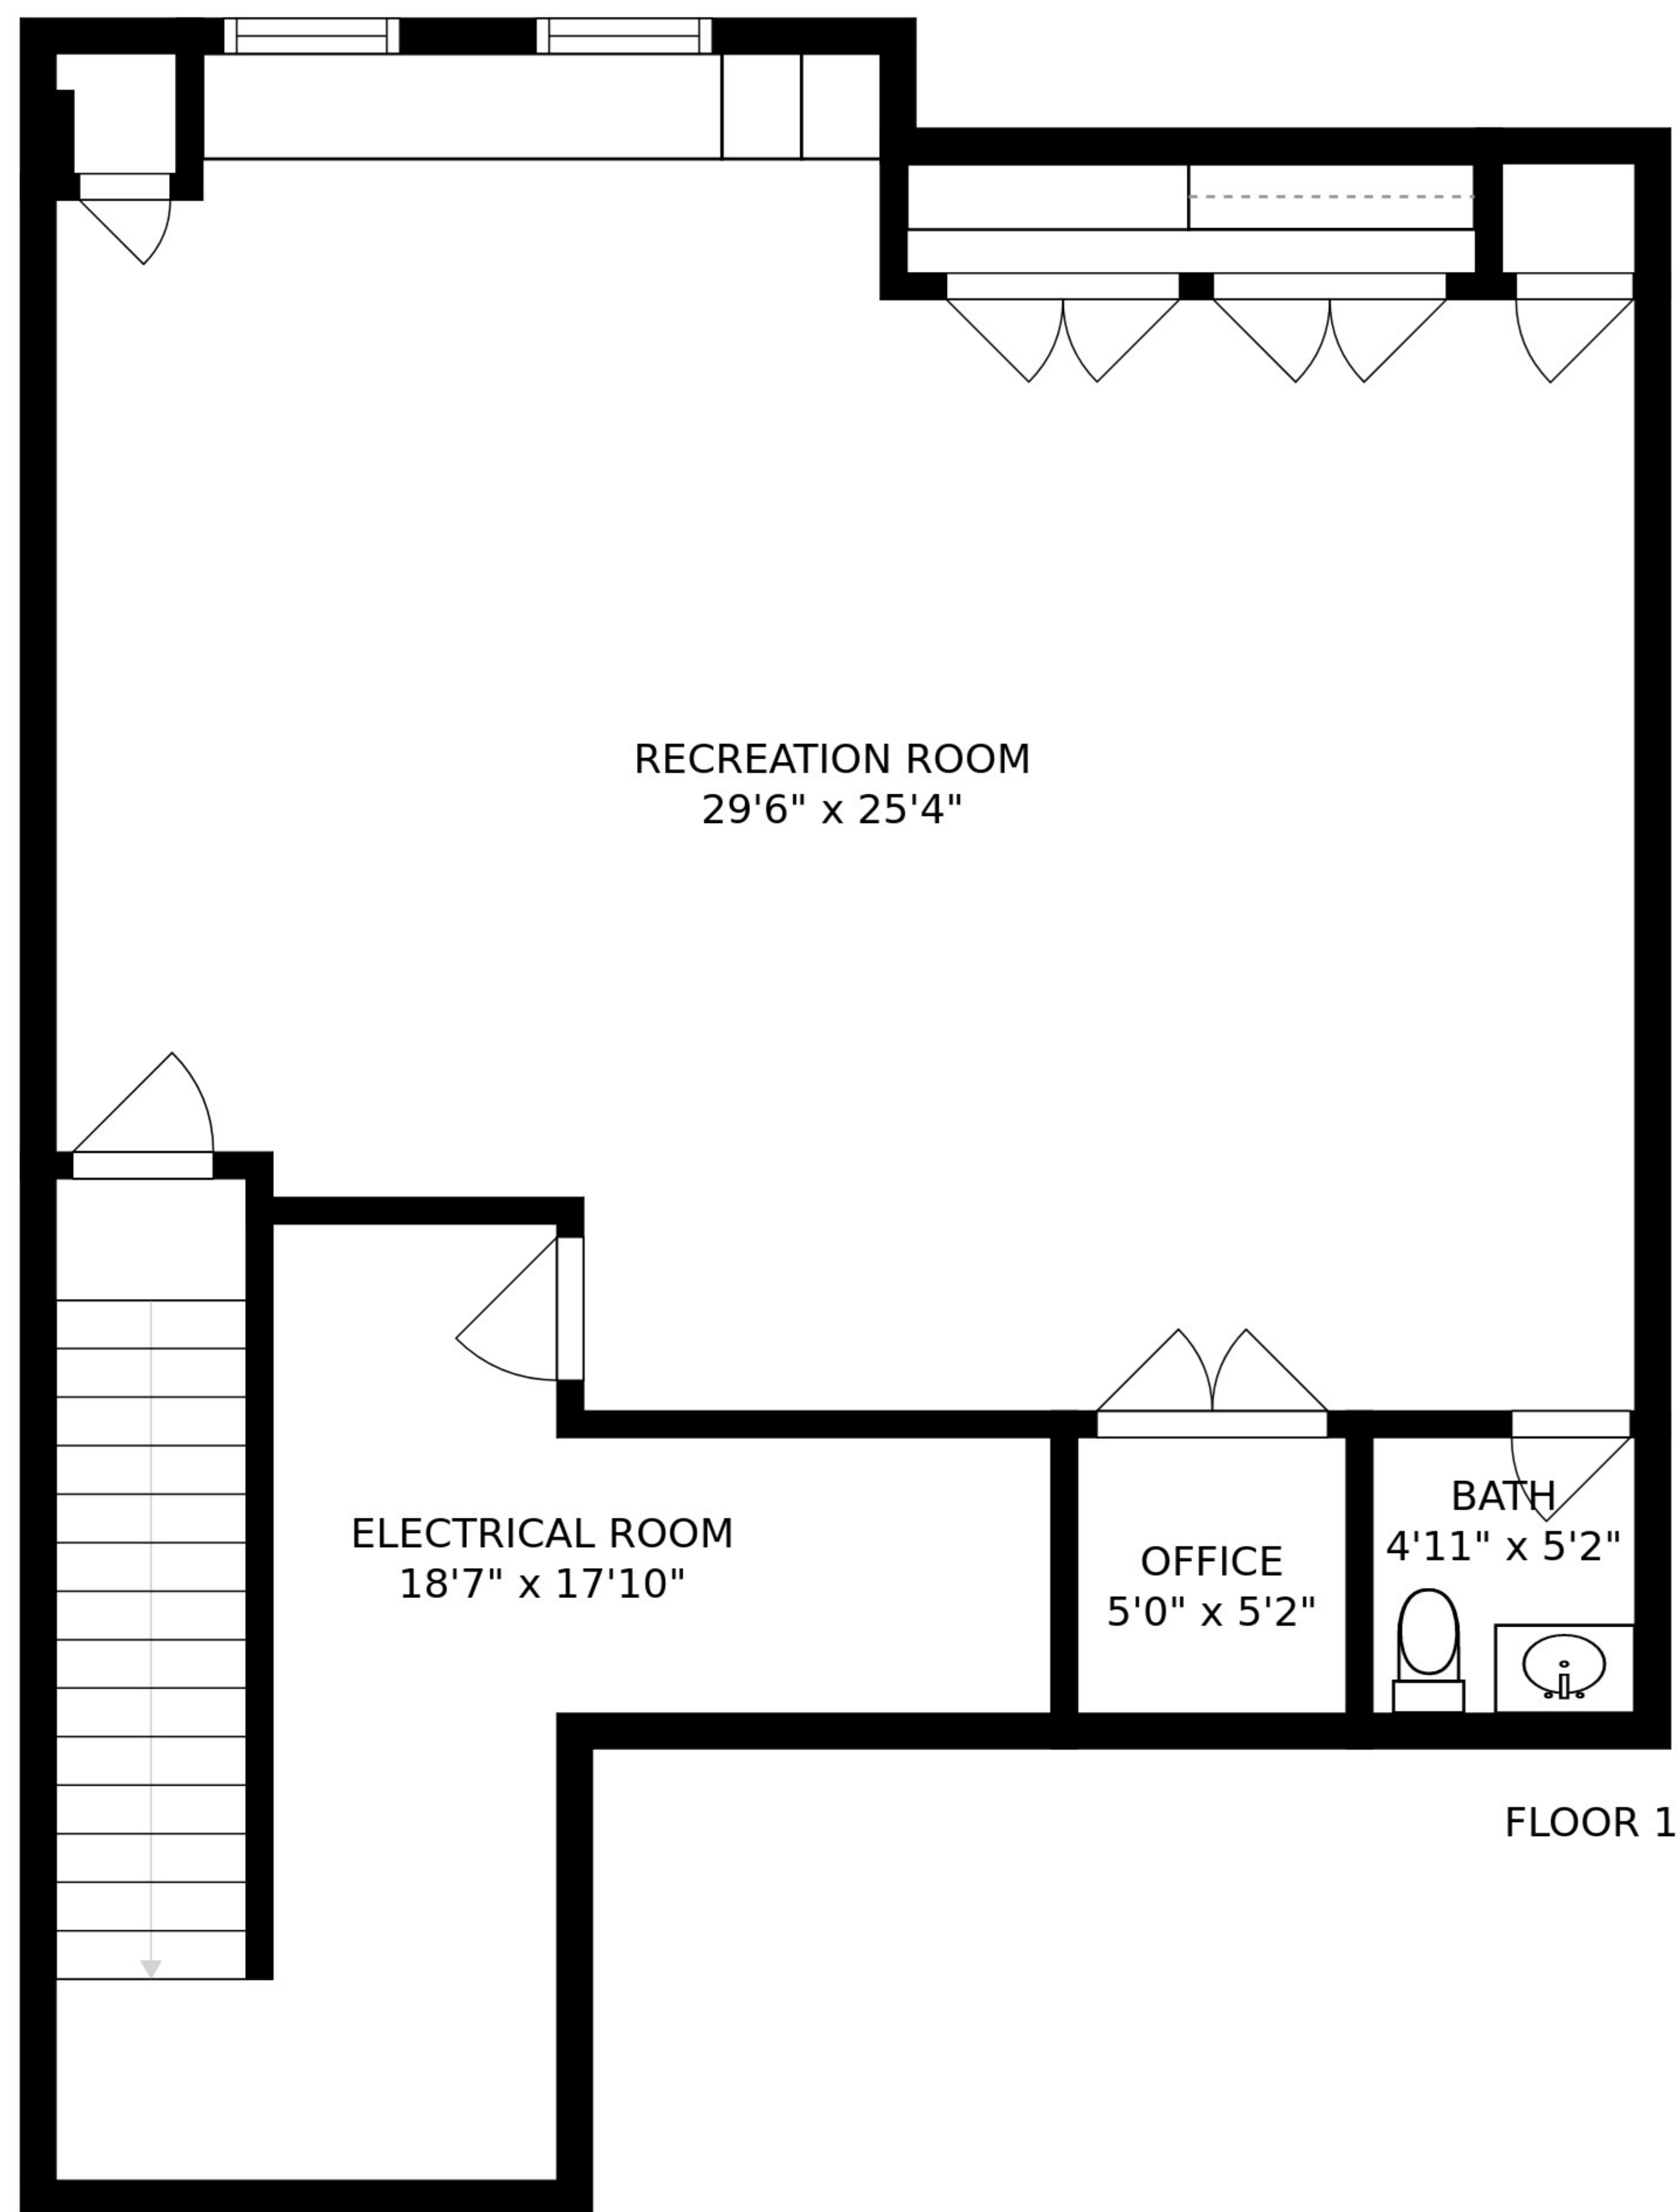 RECREATION ROOM
29'6" x 25'4"
ELECTRICAL ROOM
18'7" x 17'10"
OFFICE
5'0" x 5'2"
BATH
4'11" x 5'2"
FLOOR 1